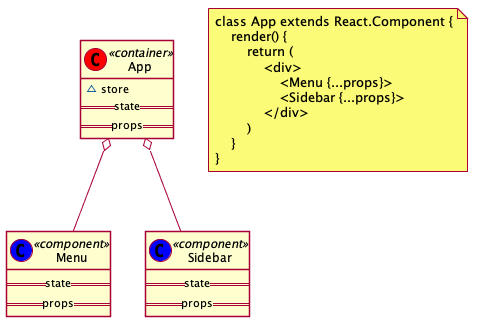 C «container»
App
△ store
state
props
C «component»
Menu
state
props
C «component»
Sidebar
state
props
class App extends React.Component {
render() {
return (
<div>
<Menu {...props}>
<Sidebar {...props}>
</div>
)
}
}